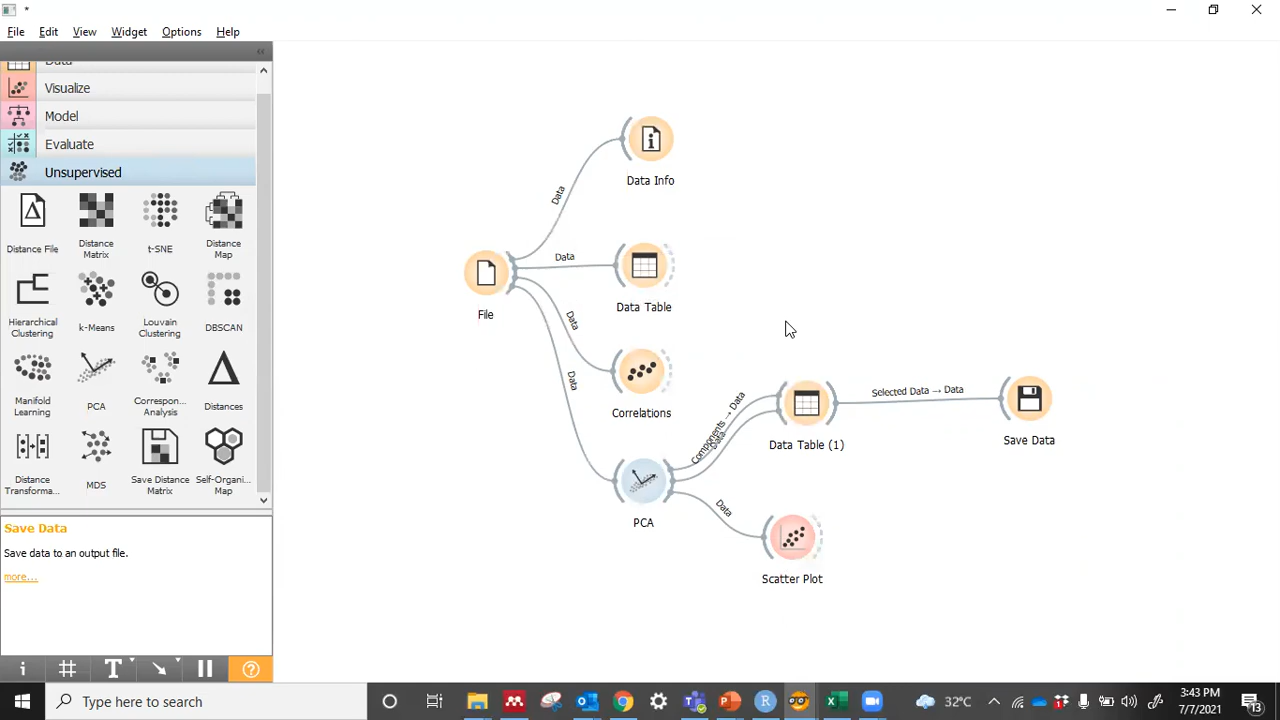 *
File Edit View Widget Options Help
Data
Visualize
Model
Evaluate
Unsupervised
Distance File
Distance Matrix
t-SNE
Distance Map
Hierarchical Clustering
k-Means
Louvain Clustering
DBSCAN
Manifold Learning
PCA
Correspon... Analysis
Distances
Distance Transforma...
MDS
Save Distance Matrix
Self-Organi... Map
Save Data
Save data to an output file.
more...
Data
Data Info
Data
Data Table
File
Data
Correlations
Data
PCA
Components → Data
Data
Data Table (1)
Selected Data → Data
Save Data
Data
Scatter Plot
Type here to search
32°C
3:43 PM
7/7/2021
13